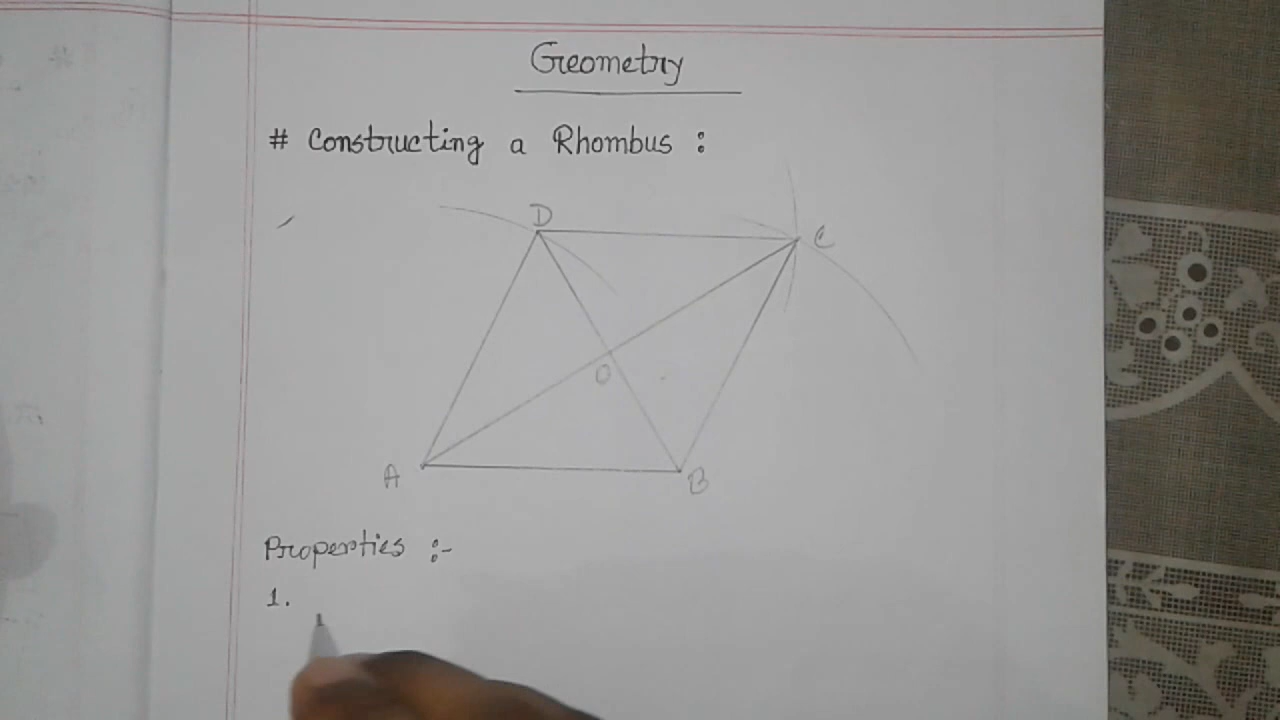 Geometry
# Constructing a Rhombus :
D
C
O
A
B
Properties :-
1.